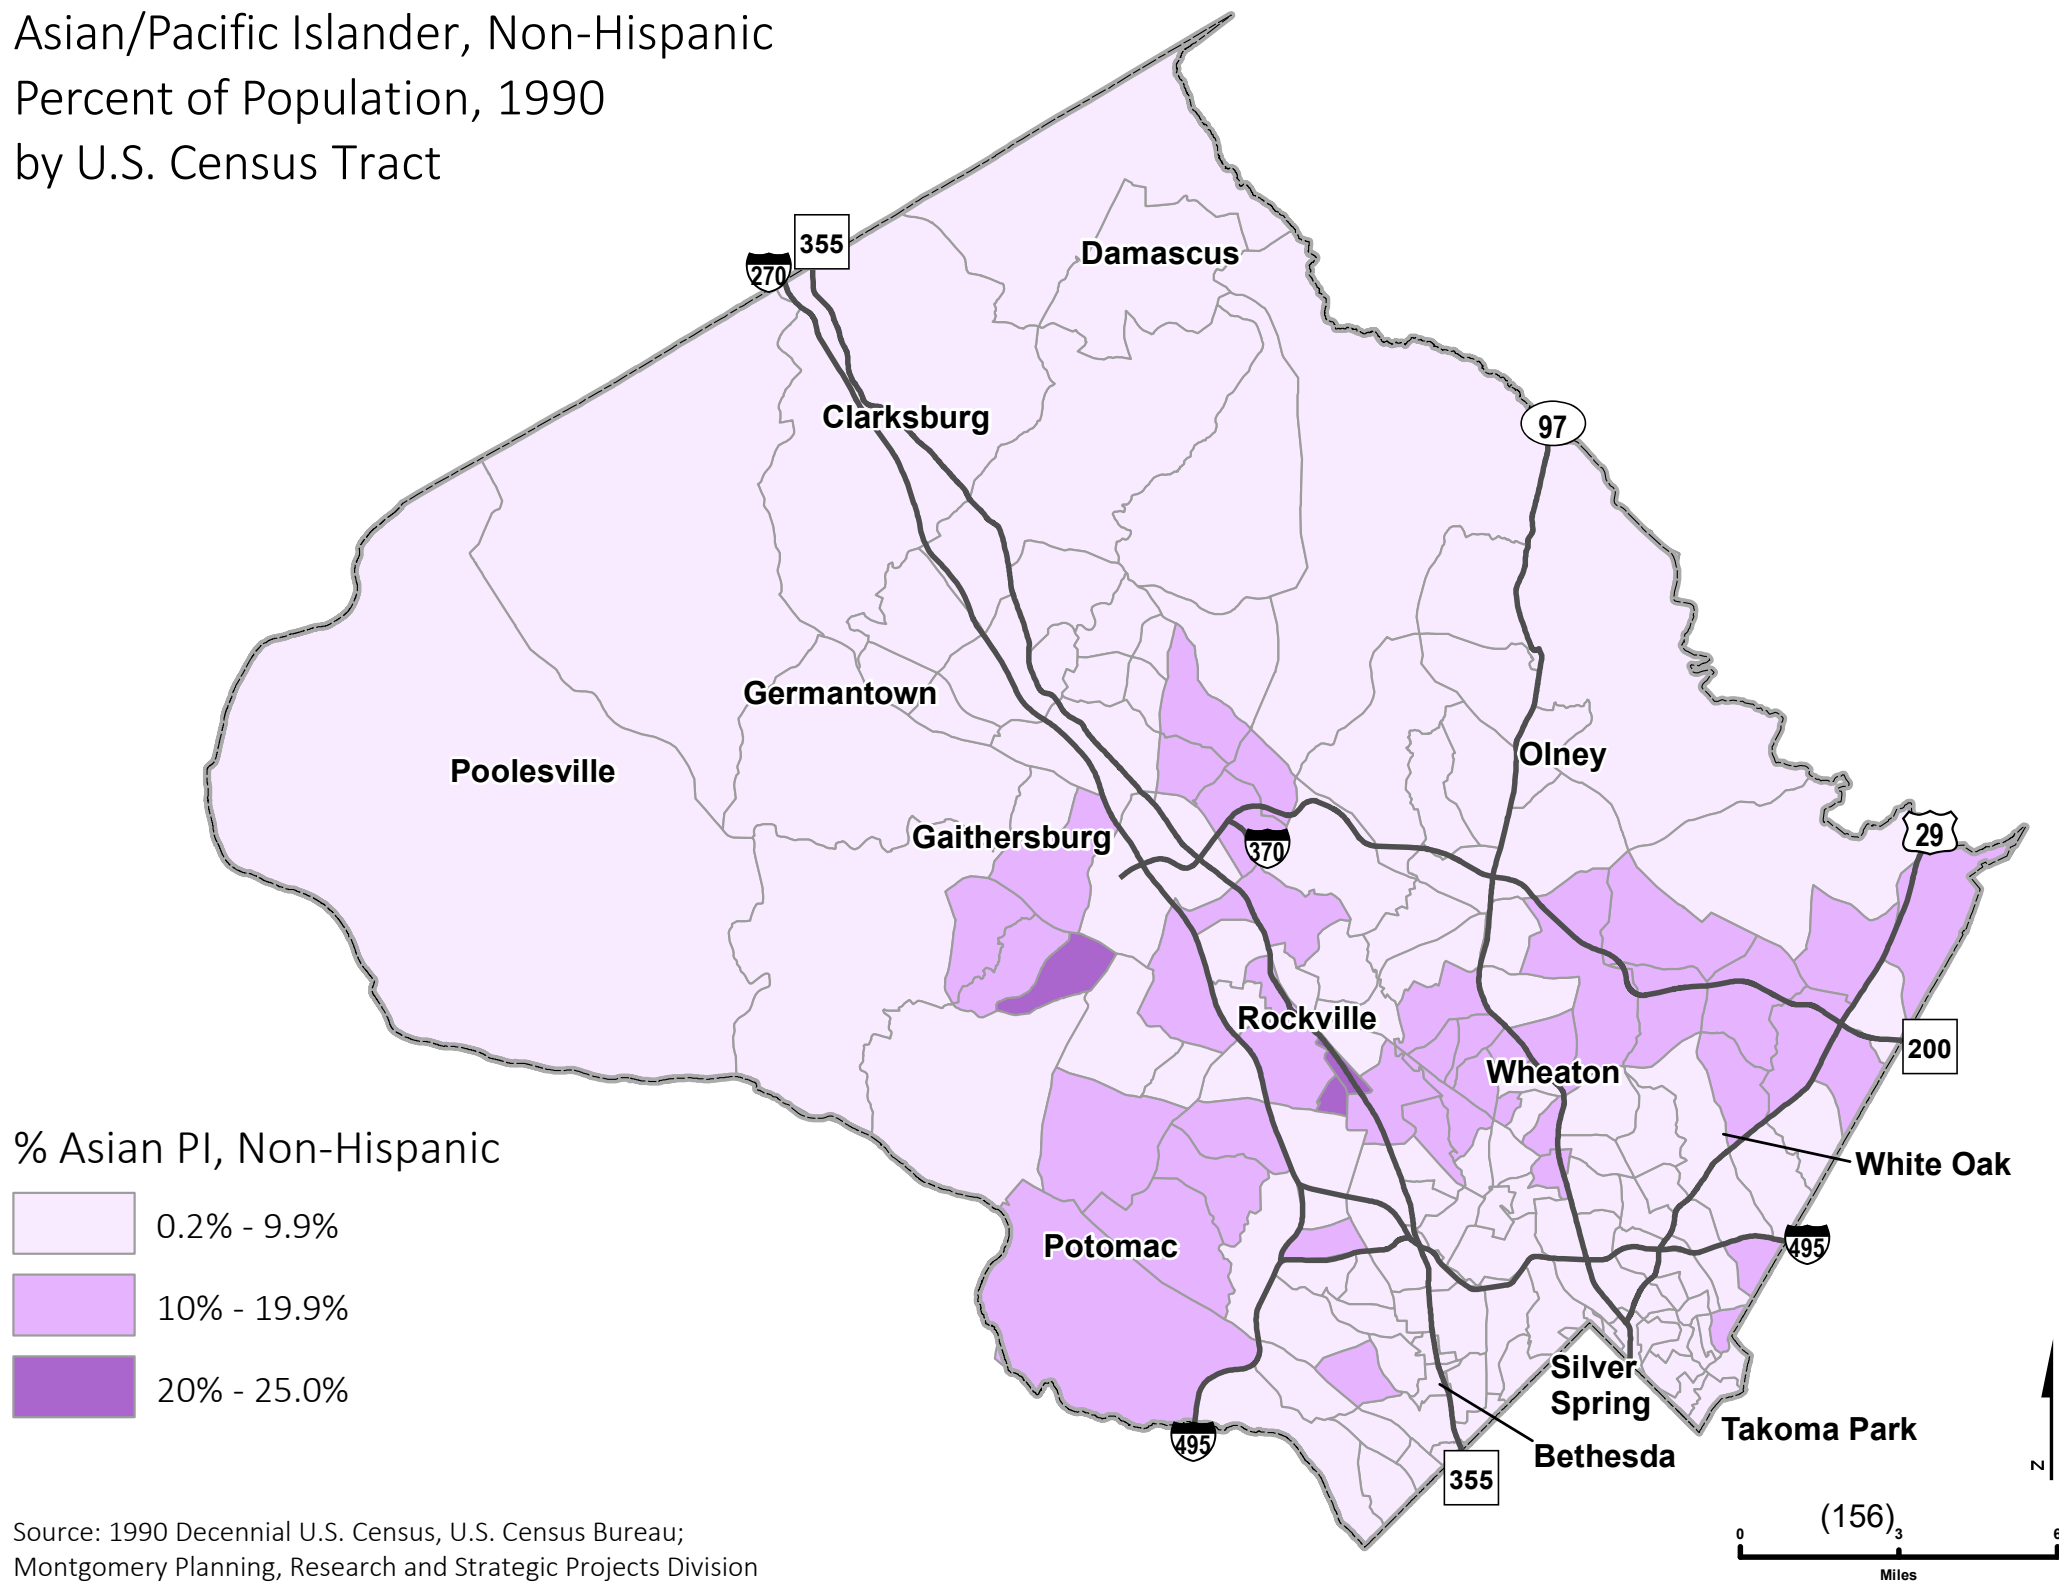 Asian/Pacific Islander, Non-Hispanic
Percent of Population, 1990
by U.S. Census Tract
355
270
Damascus
Clarksburg
97
Germantown
Olney
Poolesville
Gaithersburg
29
370
Rockville
200
Wheaton
White Oak
Potomac
495
Silver
Spring
Takoma Park
495
Bethesda
355
% Asian PI, Non-Hispanic
0.2% - 9.9%
10% - 19.9%
20% - 25.0%
Source: 1990 Decennial U.S. Census, U.S. Census Bureau;
Montgomery Planning, Research and Strategic Projects Division
N
(156)
0 3 6
Miles